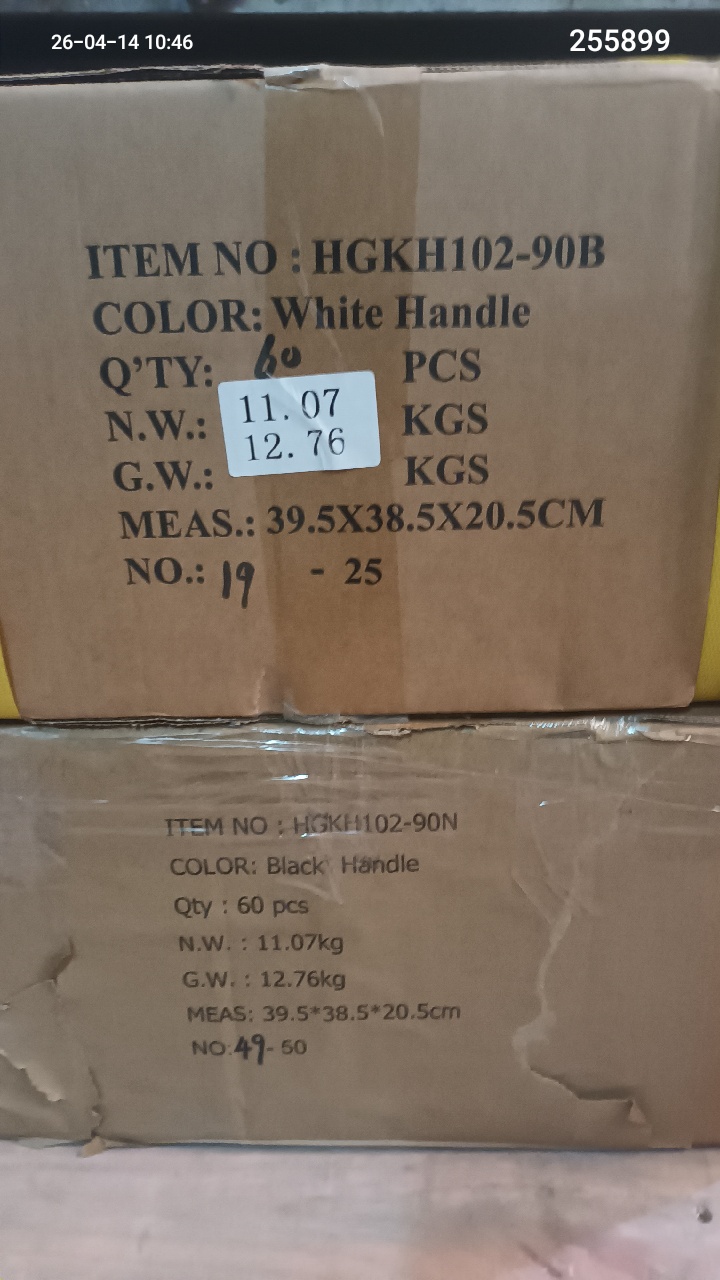 26-04-14 10:46
255899
ITEM NO : HGKH102-90B
COLOR: White Handle
Q'TY: 60 PCS
N.W.: 11.07 KGS
G.W.: 12.76 KGS
MEAS.: 39.5X38.5X20.5CM
NO.: 19 - 25
ITEM NO : HGKH102-90N
COLOR: Black Handle
Qty : 60 pcs
N.W. : 11.07kg
G.W. : 12.76kg
MEAS: 39.5*38.5*20.5cm
NO:49- 50